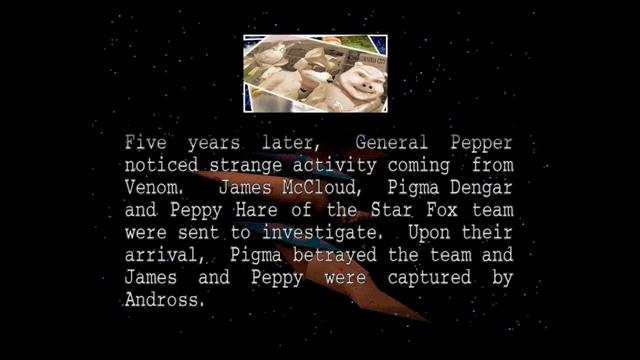 Five years later, General Pepper
noticed strange activity coming from
Venom. James McCloud, Pigma Dengar
and Peppy Hare of the Star Fox team
were sent to investigate. Upon their
arrival, Pigma betrayed the team and
James and Peppy were captured by
Andross.